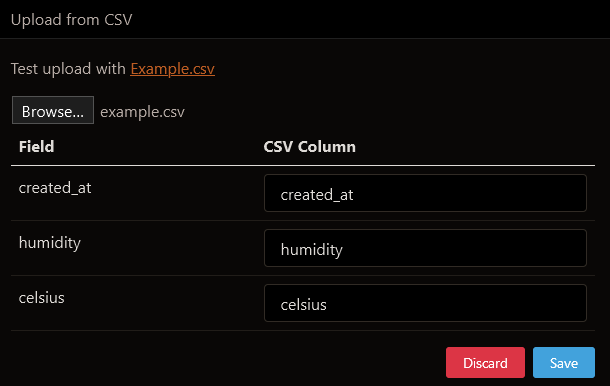 Upload from CSV
Test upload with Example.csv
Browse... example.csv
Field CSV Column
created_at created_at
humidity humidity
celsius celsius
Discard Save